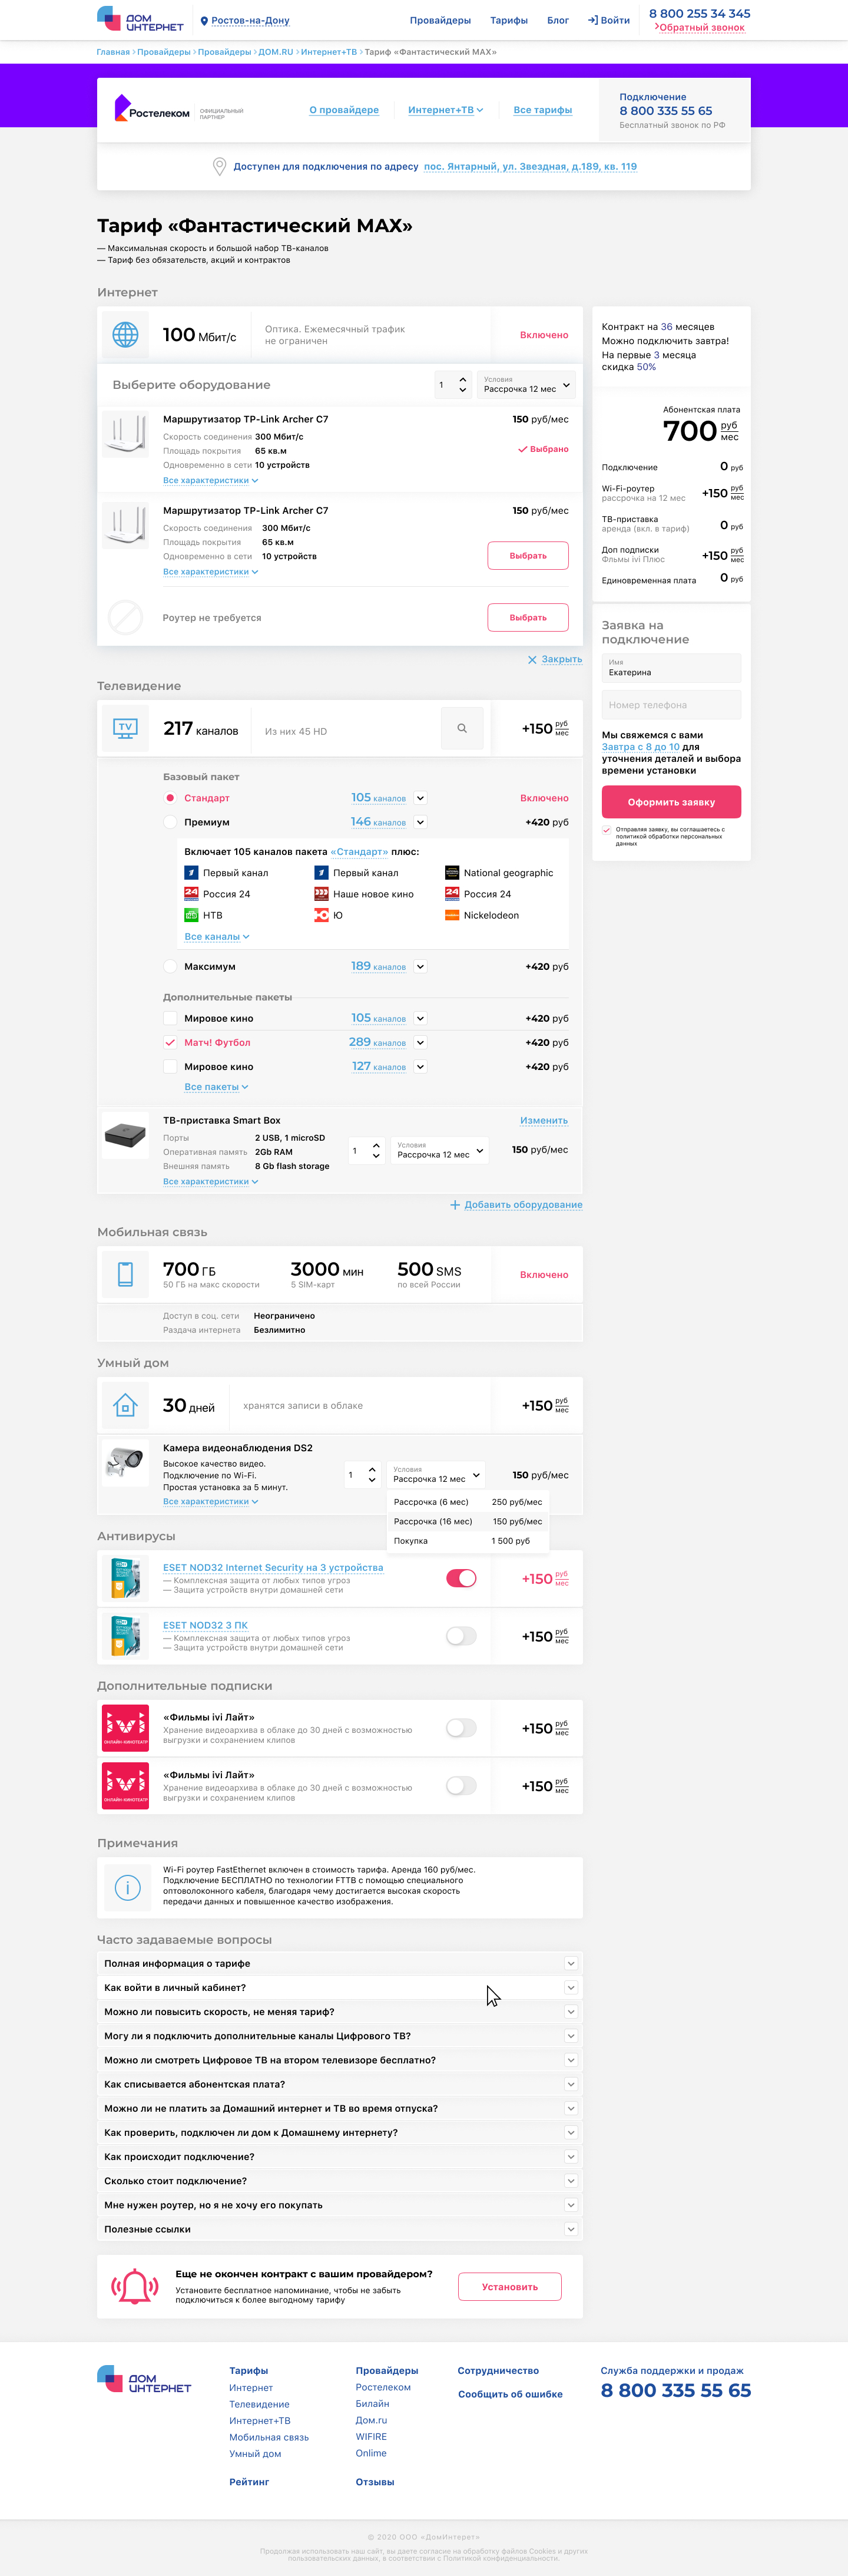 ДОМ
ИНТЕРНЕТ
Ростов-на-Дону
Провайдеры Тарифы Блог Войти
8 800 255 34 345
Обратный звонок
Главная Провайдеры Провайдеры ДОМ.RU Интернет+ТВ Тариф «Фантастический MAX»
Ростелеком
ОФИЦИАЛЬНЫЙ
ПАРТНЕР
О провайдере Интернет+ТВ Все тарифы
Подключение
8 800 335 55 65
Бесплатный звонок по РФ
Доступен для подключения по адресу пос. Янтарный, ул. Звездная, д.189, кв. 119
Тариф «Фантастический MAX»
— Максимальная скорость и большой набор ТВ-каналов
— Тариф без обязательств, акций и контрактов
Интернет
100 Мбит/с
Оптика. Ежемесячный трафик
не ограничен
Включено
Выберите оборудование
1
Условия
Рассрочка 12 мес
Маршрутизатор TP-Link Archer C7
150 руб/мес
Скорость соединения 300 Мбит/с
Площадь покрытия 65 кв.м
Одновременно в сети 10 устройств
Все характеристики
Выбрано
Маршрутизатор TP-Link Archer C7
150 руб/мес
Скорость соединения 300 Мбит/с
Площадь покрытия 65 кв.м
Одновременно в сети 10 устройств
Все характеристики
Выбрать
Роутер не требуется
Выбрать
Закрыть
Контракт на 36 месяцев
Можно подключить завтра!
На первые 3 месяца
скидка 50%
Абонентская плата
700 руб
мес
Подключение 0 руб
Wi-Fi-роутер
рассрочка на 12 мес
+150 руб
мес
ТВ-приставка
аренда (вкл. в тариф)
0 руб
Доп подписки
Фльмы ivi Плюс
+150 руб
мес
Единовременная плата 0 руб
Заявка на
подключение
Имя
Екатерина
Номер телефона
Мы свяжемся с вами
Завтра с 8 до 10 для
уточнения деталей и выбора
времени установки
Оформить заявку
Отправляя заявку, вы соглашаетесь с
политикой обработки персональных
данных
Телевидение
TV
217 каналов
Из них 45 HD
+150 руб
мес
Базовый пакет
Стандарт 105 каналов Включено
Премиум 146 каналов +420 руб
Включает 105 каналов пакета «Стандарт» плюс:
Первый канал Первый канал National geographic
Россия 24 Наше новое кино Россия 24
НТВ Ю Nickelodeon
Все каналы
Максимум 189 каналов +420 руб
Дополнительные пакеты
Мировое кино 105 каналов +420 руб
Матч! Футбол 289 каналов +420 руб
Мировое кино 127 каналов +420 руб
Все пакеты
ТВ-приставка Smart Box
Изменить
Порты 2 USB, 1 microSD
Оперативная память 2Gb RAM
Внешняя память 8 Gb flash storage
Все характеристики
1
Условия
Рассрочка 12 мес
150 руб/мес
Добавить оборудование
Мобильная связь
700 ГБ 3000 мин 500 SMS
50 ГБ на макс скорости 5 SIM-карт по всей России
Включено
Доступ в соц. сети Неограничено
Раздача интернета Безлимитно
Умный дом
30 дней
хранятся записи в облаке
+150 руб
мес
Камера видеонаблюдения DS2
Высокое качество видео.
Подключение по Wi-Fi.
Простая установка за 5 минут.
Все характеристики
1
Условия
Рассрочка 12 мес
150 руб/мес
Рассрочка (6 мес) 250 руб/мес
Рассрочка (16 мес) 150 руб/мес
Покупка 1 500 руб
Антивирусы
ESET NOD32 Internet Security на 3 устройства
— Комплексная защита от любых типов угроз
— Защита устройств внутри домашней сети
+150 руб
мес
ESET NOD32 3 ПК
— Комплексная защита от любых типов угроз
— Защита устройств внутри домашней сети
+150 руб
мес
Дополнительные подписки
ivi
ОНЛАЙН-КИНОТЕАТР
«Фильмы ivi Лайт»
Хранение видеоархива в облаке до 30 дней с возможностью
выгрузки и сохранением клипов
+150 руб
мес
ivi
ОНЛАЙН-КИНОТЕАТР
«Фильмы ivi Лайт»
Хранение видеоархива в облаке до 30 дней с возможностью
выгрузки и сохранением клипов
+150 руб
мес
Примечания
Wi-Fi роутер FastEthernet включен в стоимость тарифа. Аренда 160 руб/мес.
Подключение БЕСПЛАТНО по технологии FTTB с помощью специального
оптоволоконного кабеля, благодаря чему достигается высокая скорость
передачи данных и повышенное качество изображения.
Часто задаваемые вопросы
Полная информация о тарифе
Как войти в личный кабинет?
Можно ли повысить скорость, не меняя тариф?
Могу ли я подключить дополнительные каналы Цифрового ТВ?
Можно ли смотреть Цифровое ТВ на втором телевизоре бесплатно?
Как списывается абонентская плата?
Можно ли не платить за Домашний интернет и ТВ во время отпуска?
Как проверить, подключен ли дом к Домашнему интернету?
Как происходит подключение?
Сколько стоит подключение?
Мне нужен роутер, но я не хочу его покупать
Полезные ссылки
Еще не окончен контракт с вашим провайдером?
Установите бесплатное напоминание, чтобы не забыть
подключиться к более выгодному тарифу
Установить
ДОМ
ИНТЕРНЕТ
Тарифы
Интернет
Телевидение
Интернет+ТВ
Мобильная связь
Умный дом
Рейтинг
Провайдеры
Ростелеком
Билайн
Дом.ru
WIFIRE
Onlime
Отзывы
Сотрудничество
Сообщить об ошибке
Служба поддержки и продаж
8 800 335 55 65
© 2020 ООО «ДомИнтерет»
Продолжая использовать наш сайт, вы даете согласие на обработку файлов Cookies и других
пользовательских данных, в соответствии с Политикой конфиденциальности.